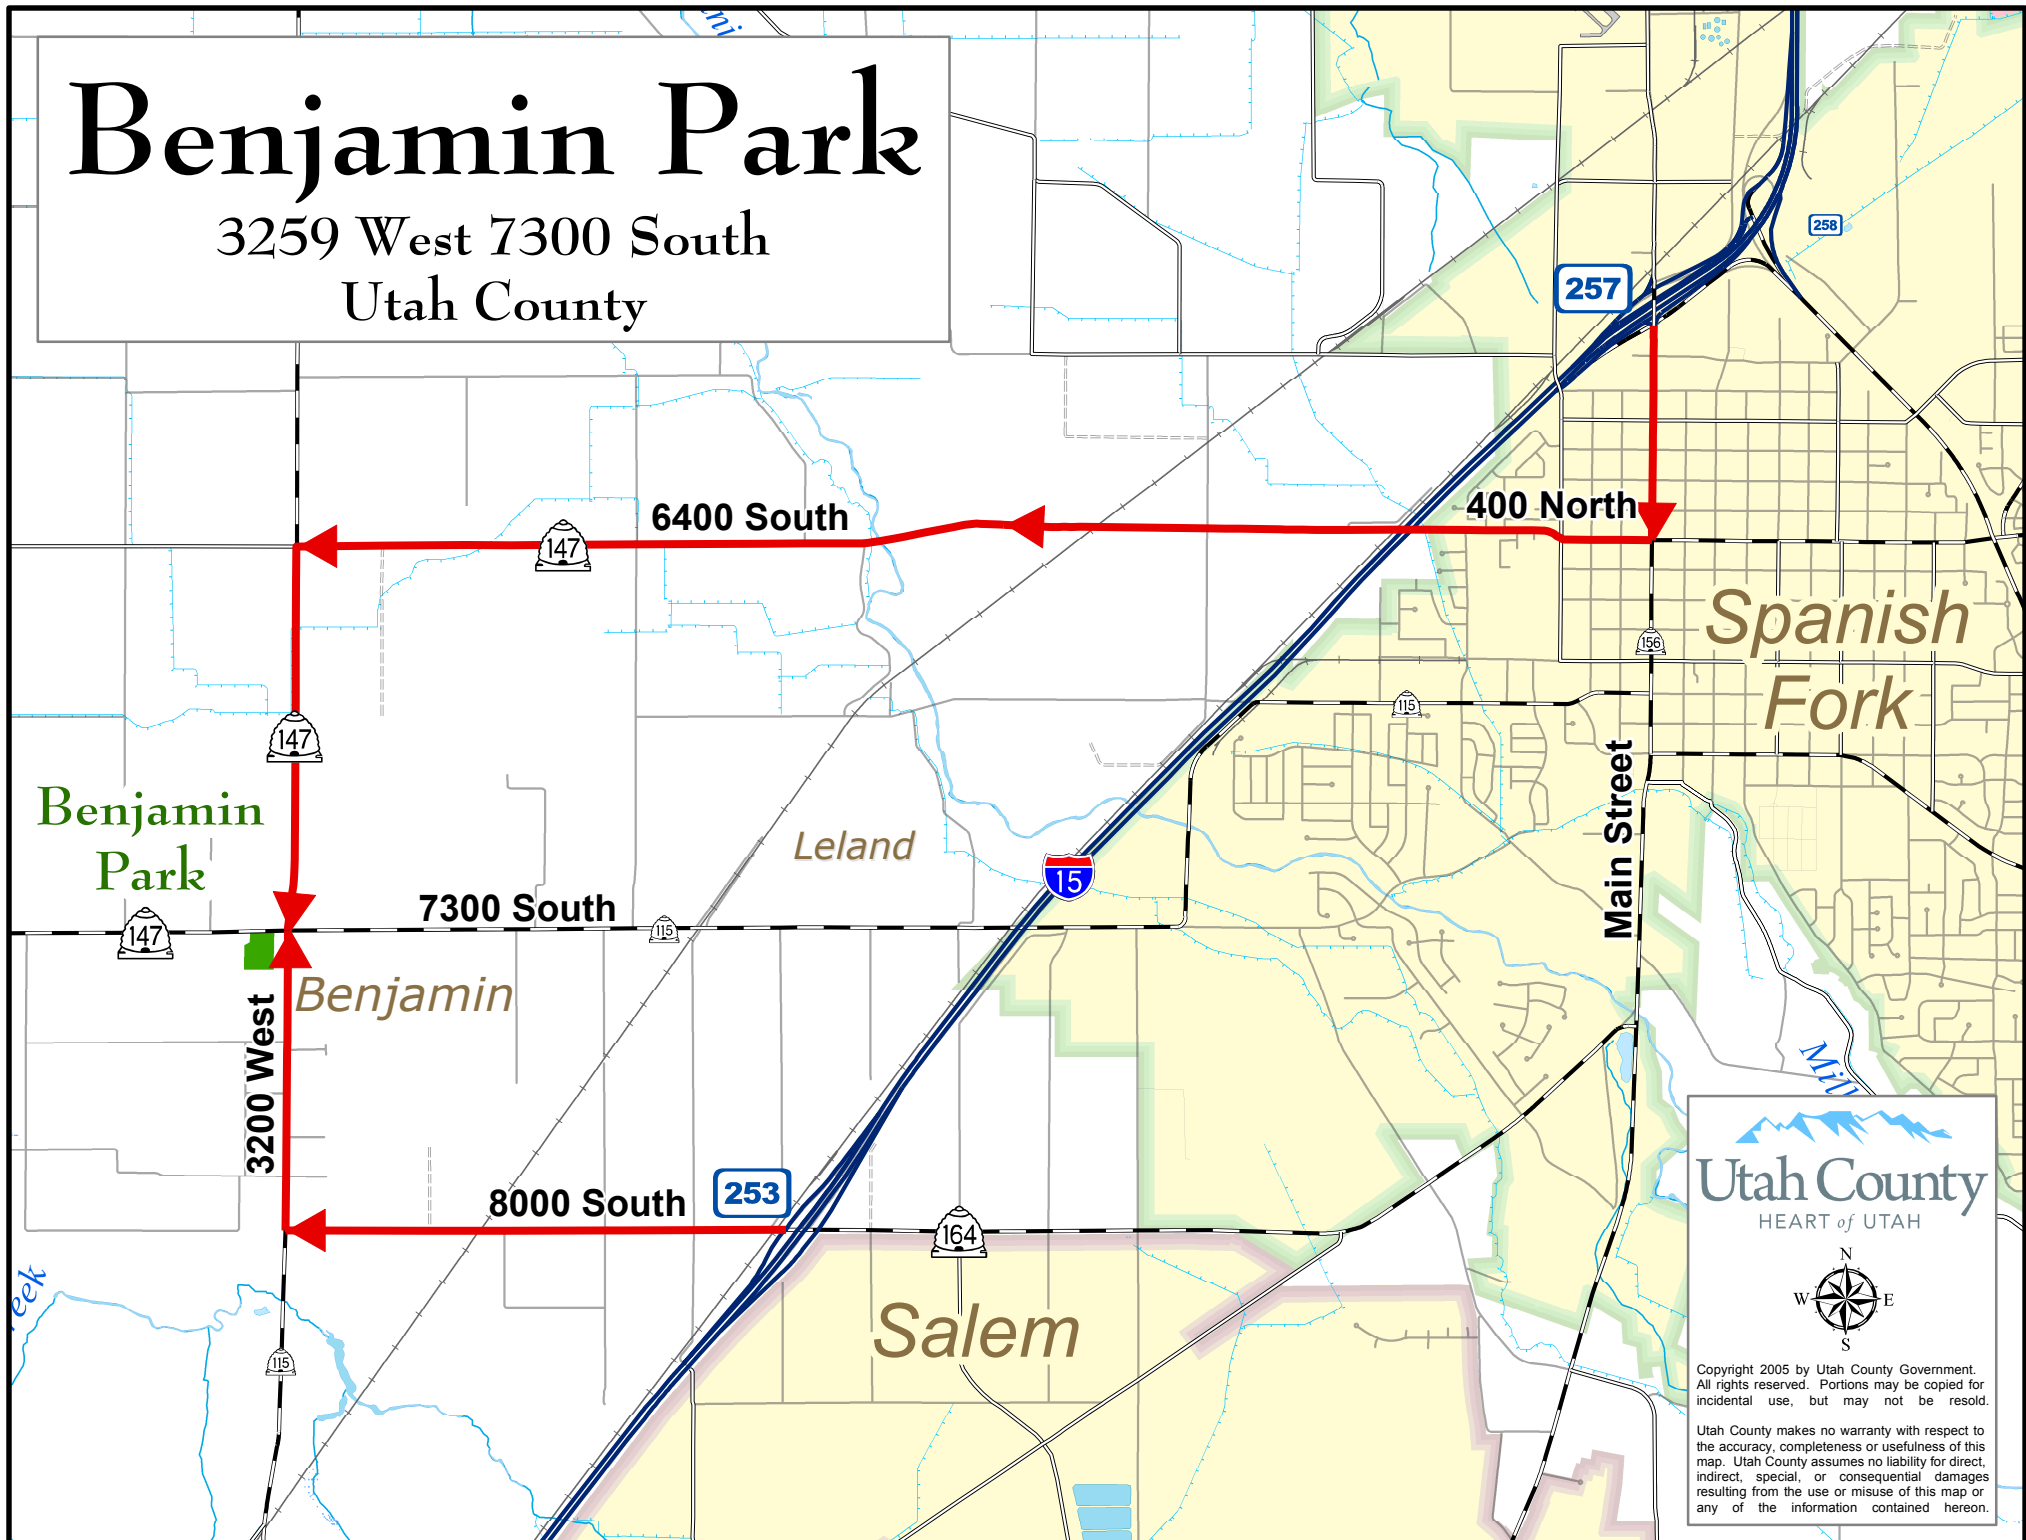 Benjamin Park
3259 West 7300 South
Utah County
258
257
400 North
6400 South
147
Spanish
Fork
156
115
147
Main Street
Benjamin
Park
Leland
15
7300 South
115
147
Benjamin
3200 West
Mill
253
8000 South
164
Salem
115
eek
ni
Utah County
HEART of UTAH
N
W E
S
Copyright 2005 by Utah County Government.
All rights reserved. Portions may be copied for
incidental use, but may not be resold.
Utah County makes no warranty with respect to
the accuracy, completeness or usefulness of this
map. Utah County assumes no liability for direct,
indirect, special, or consequential damages
resulting from the use or misuse of this map or
any of the information contained hereon.